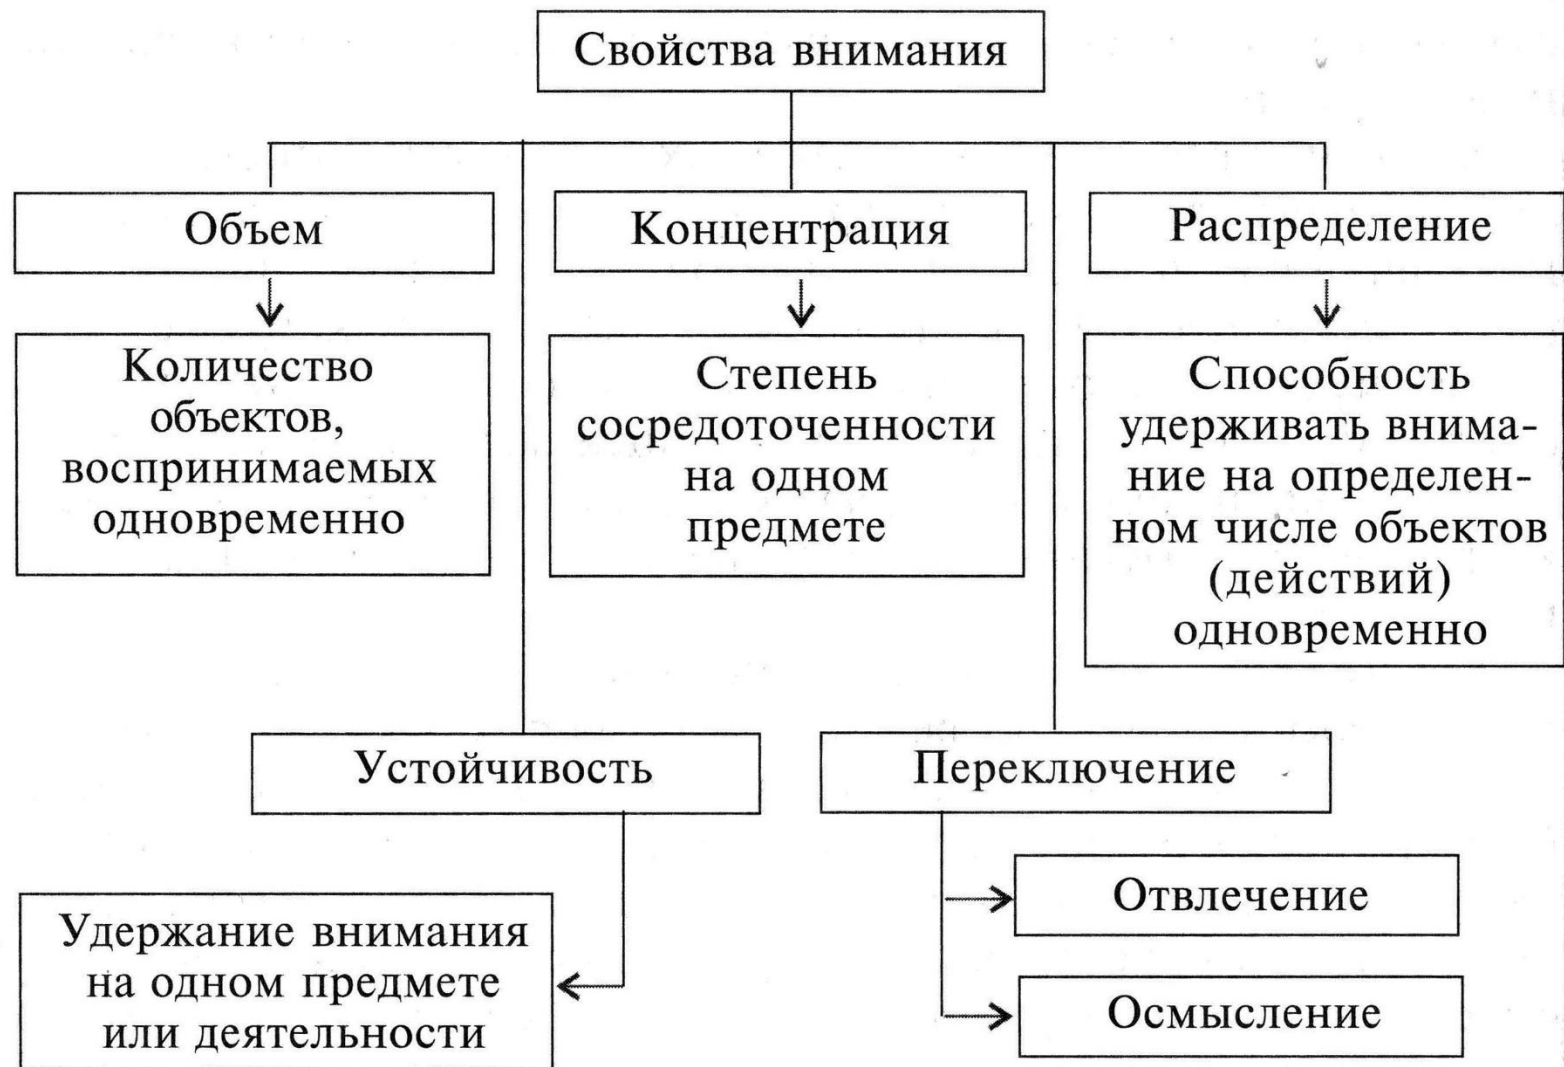 Свойства внимания
Объем
Концентрация
Распределение
Количество
объектов,
воспринимаемых
одновременно
Степень
сосредоточенности
на одном
предмете
Способность
удерживать внима-
ние на определен-
ном числе объектов
(действий)
одновременно
Устойчивость
Переключение
Удержание внимания
на одном предмете
или деятельности
Отвлечение
Осмысление